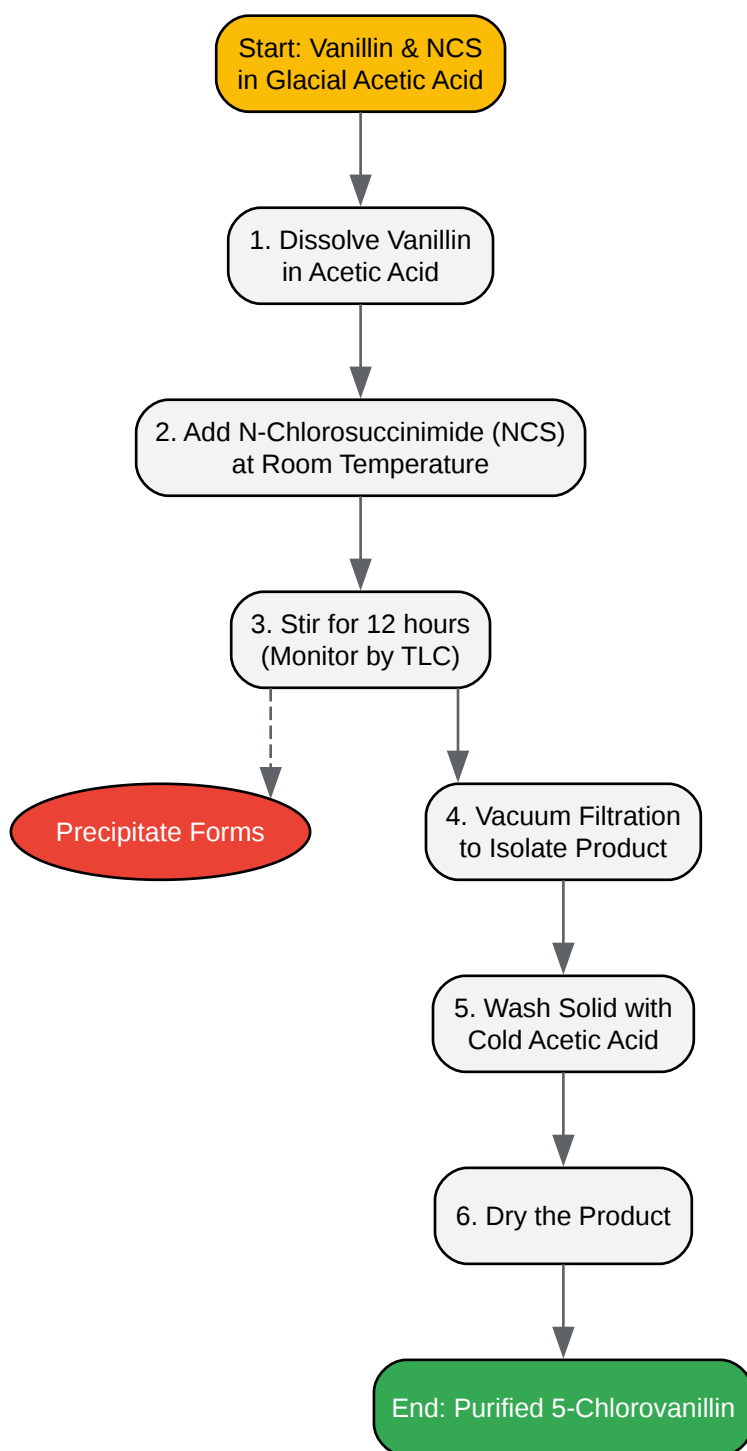 Start: Vanillin & NCS
in Glacial Acetic Acid
1. Dissolve Vanillin
in Acetic Acid
2. Add N-Chlorosuccinimide (NCS)
at Room Temperature
3. Stir for 12 hours
(Monitor by TLC)
Precipitate Forms
4. Vacuum Filtration
to Isolate Product
5. Wash Solid with
Cold Acetic Acid
6. Dry the Product
End: Purified 5-Chlorovanillin